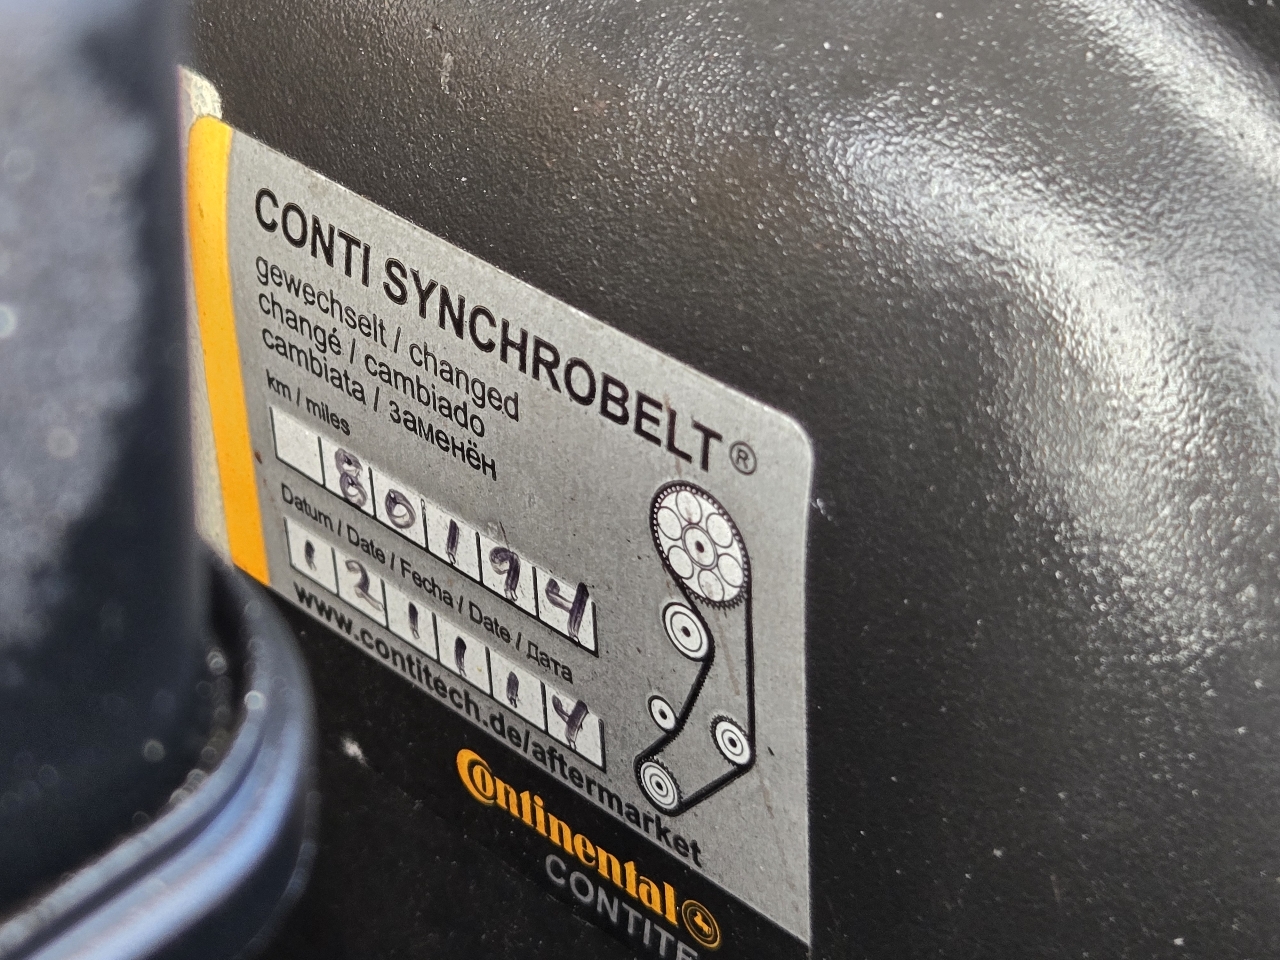 CONTI SYNCHROBELT®
gewechselt / changed
changé / cambiado
cambiata / заменён
km / miles
80194
Datum / Date / Fecha / Date / дата
121114
www.contitech.de/aftermarket
Continental
CONTITE